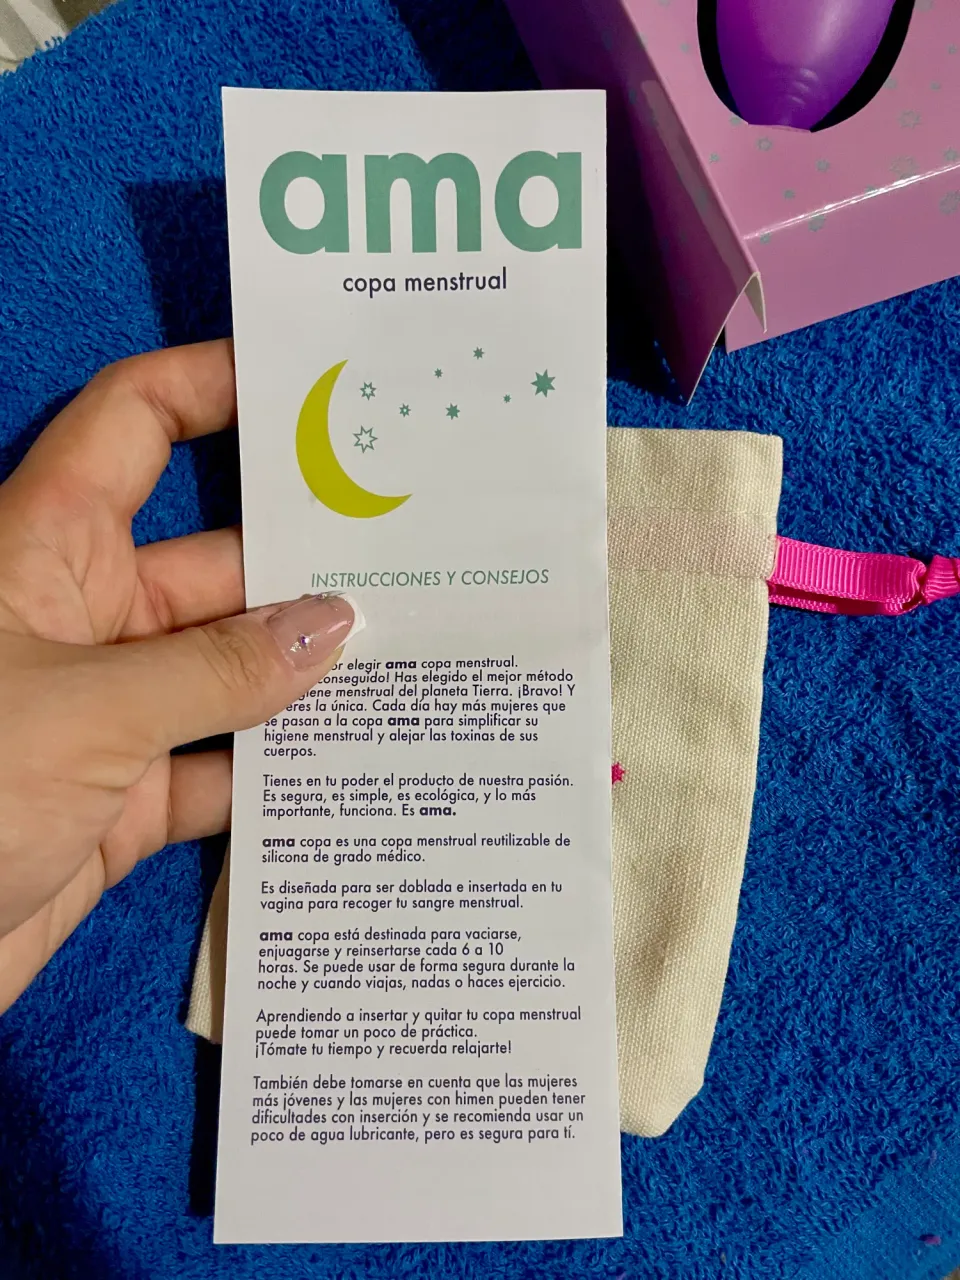 ama
copa menstrual
INSTRUCCIONES Y CONSEJOS
elegir ama copa menstrual.
Has elegido el mejor método
menstrual del planeta Tierra. ¡Bravo! Y
la única. Cada día hay más mujeres que
se pasan a la copa ama para simplificar su
higiene menstrual y alejar las toxinas de sus
cuerpos.
Tienes en tu poder el producto de nuestra pasión.
Es segura, es simple, es ecológica, y lo más
importante, funciona. Es ama.
ama copa es una copa menstrual reutilizable de
silicona de grado médico.
Es diseñada para ser doblada e insertada en tu
vagina para recoger tu sangre menstrual.
ama copa está destinada para vaciarse,
enjuagarse y reinsertarse cada 6 a 10
horas. Se puede usar de forma segura durante la
noche y cuando viajas, nadas o haces ejercicio.
Aprendiendo a insertar y quitar tu copa menstrual
puede tomar un poco de práctica.
¡Tómate tu tiempo y recuerda relajarte!
También debe tomarse en cuenta que las mujeres
más jóvenes y las mujeres con himen pueden tener
dificultades con inserción y se recomienda usar un
poco de agua lubricante, pero es segura para tí.